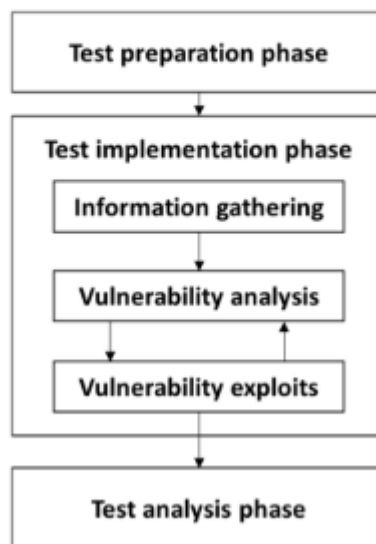 Test preparation phase
Test implementation phase
Information gathering
Vulnerability analysis
Vulnerability exploits
Test analysis phase